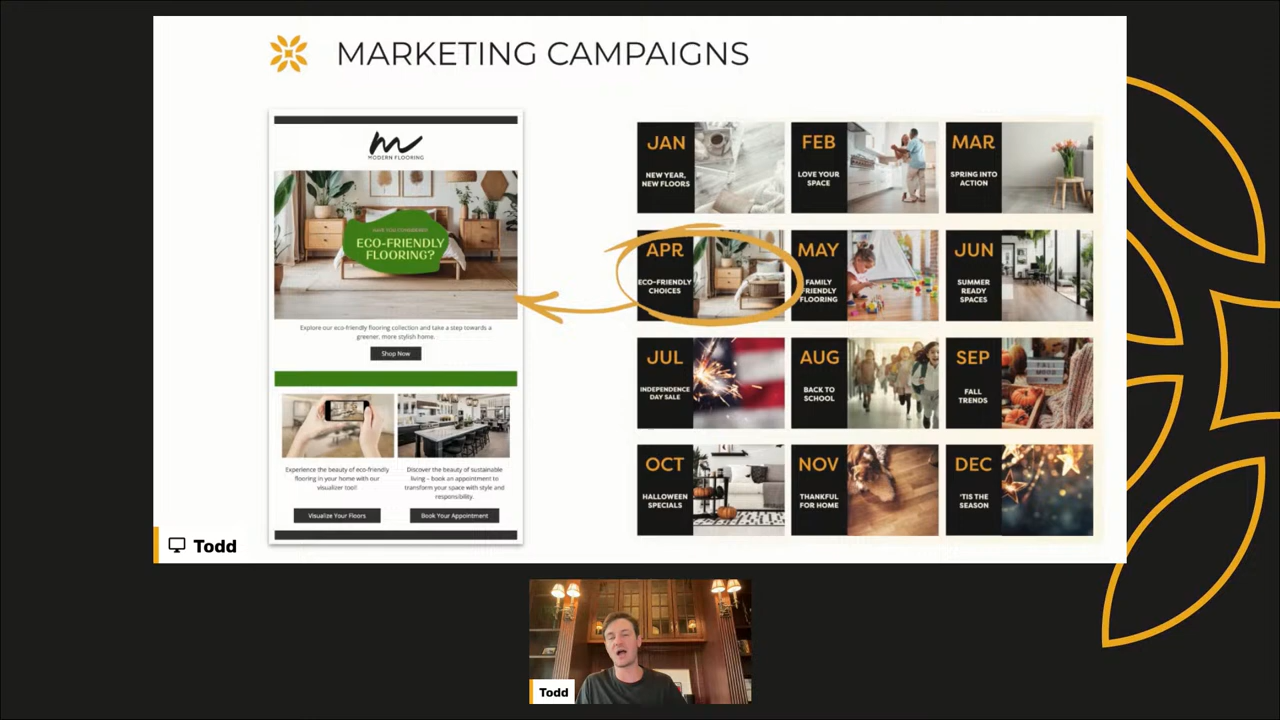 MARKETING CAMPAIGNS
m
MODERN FLOORING
HAVE YOU CONSIDERED
ECO-FRIENDLY
FLOORING?
Explore our eco-friendly flooring collection and take a step towards a
greener, more stylish home.
Shop Now
Experience the beauty of eco-friendly
flooring in your home with our
visualizer tool!
Visualize Your Floors
Discover the beauty of sustainable
living – book an appointment to
transform your space with style and
responsibility.
Book Your Appointment
JAN
NEW YEAR,
NEW FLOORS
FEB
LOVE YOUR
SPACE
MAR
SPRING INTO
ACTION
APR
ECO-FRIENDLY
CHOICES
MAY
FAMILY
FRIENDLY
FLOORING
JUN
SUMMER
READY
SPACES
JUL
INDEPENDENCE
DAY SALE
AUG
BACK TO
SCHOOL
SEP
FALL
TRENDS
FALL
MOOD
OCT
HALLOWEEN
SPECIALS
NOV
THANKFUL
FOR HOME
DEC
'TIS THE
SEASON
Todd
Todd